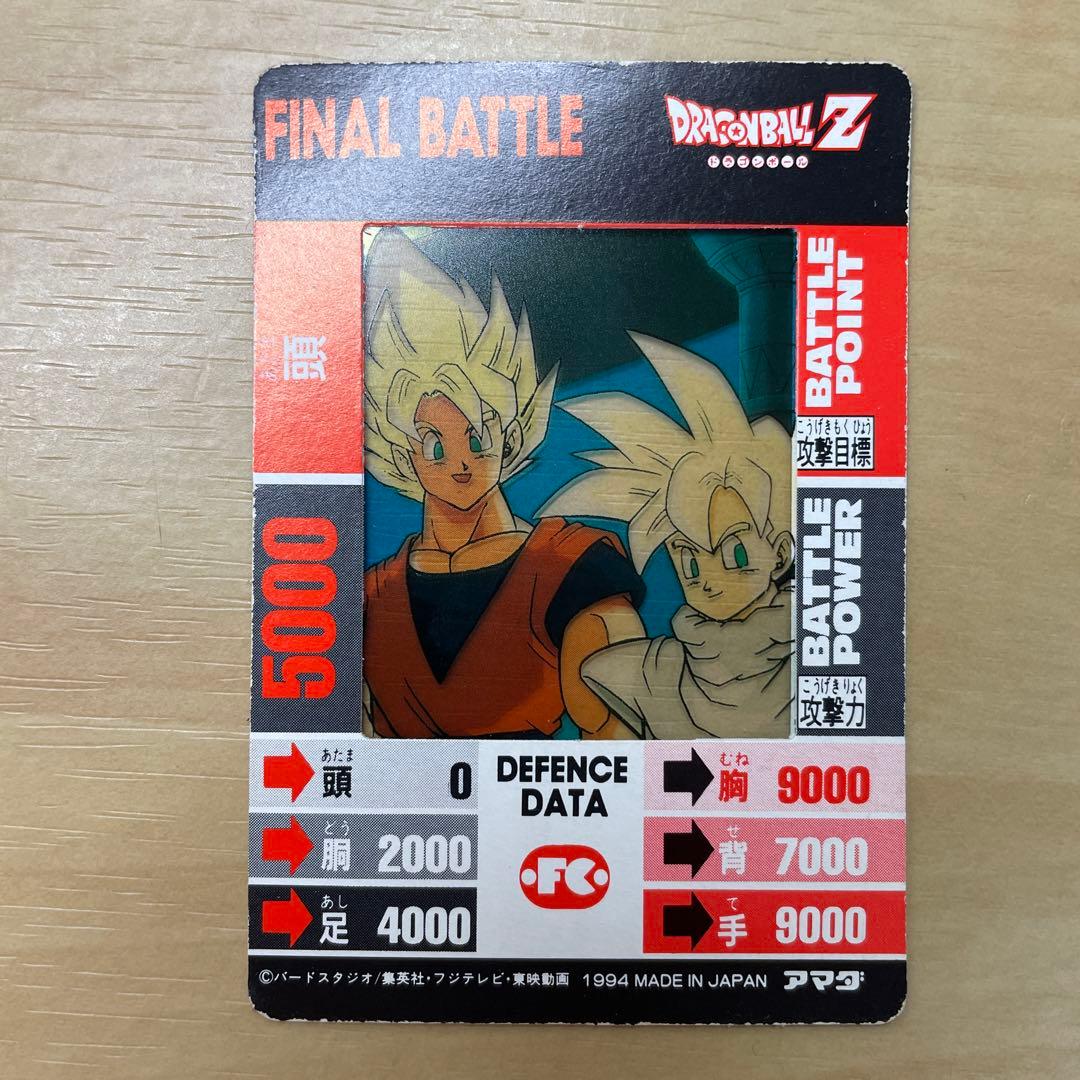 FINAL BATTLE
DRAGONBALL Z
ドラゴンボール
あたま
頭
BATTLE
POINT
こうげきもくひょう
攻撃目標
5000
BATTLE
POWER
こうげきりょく
攻撃力
あたま
頭 0
どう
胴 2000
あし
足 4000
DEFENCE
DATA
FC
むね
胸 9000
せ
背 7000
て
手 9000
©バードスタジオ/集英社・フジテレビ・東映動画 1994 MADE IN JAPAN アマダ